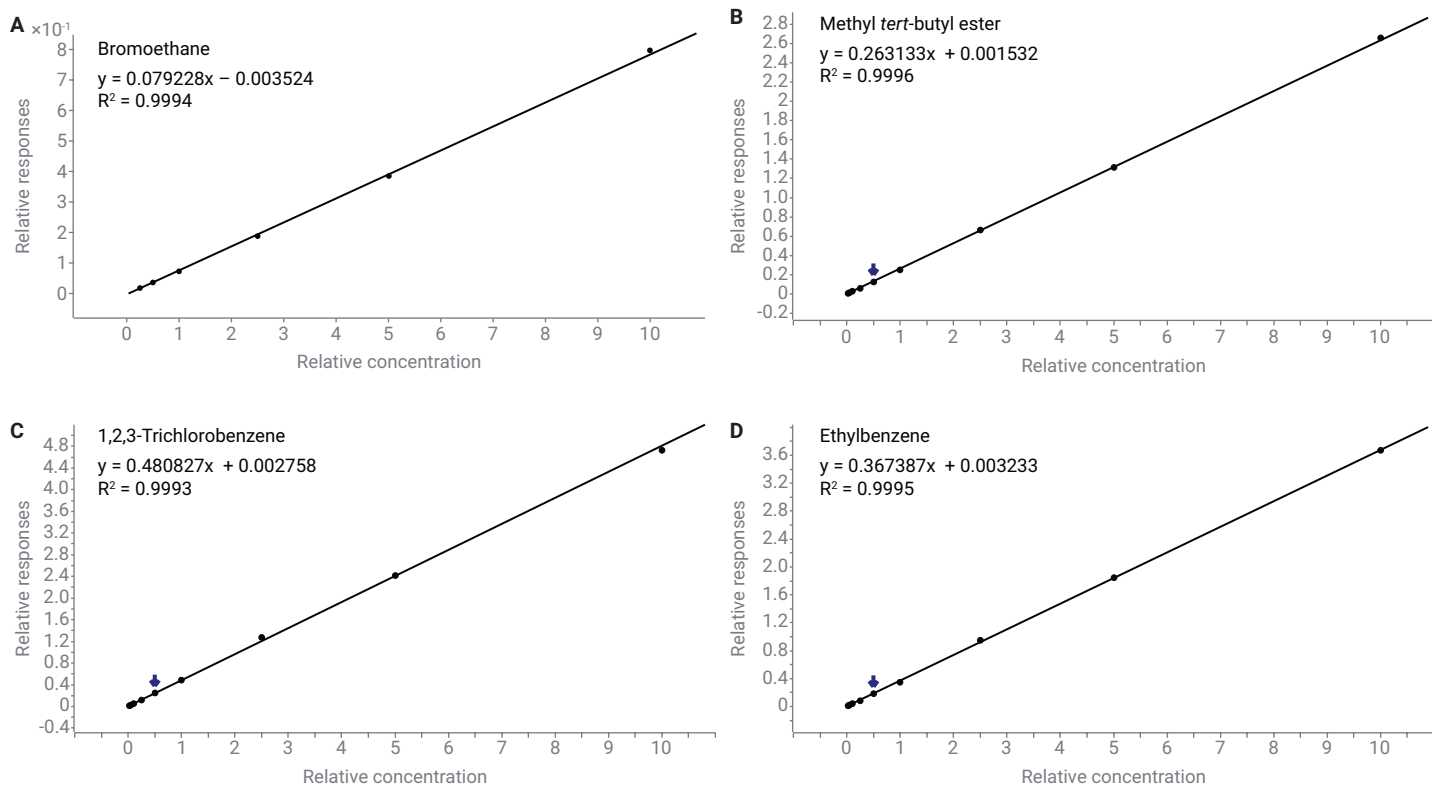 A
×10⁻¹
Bromoethane
y = 0.079228x – 0.003524
R² = 0.9994
8
7
6
5
4
3
2
1
0
Relative responses
0 1 2 3 4 5 6 7 8 9 10
Relative concentration
B
Methyl tert-butyl ester
y = 0.263133x + 0.001532
R² = 0.9996
2.8
2.6
2.4
2.2
2
1.8
1.6
1.4
1.2
1.0
0.8
0.6
0.4
0.2
0
-0.2
Relative responses
0 1 2 3 4 5 6 7 8 9 10
Relative concentration
C
1,2,3-Trichlorobenzene
y = 0.480827x + 0.002758
R² = 0.9993
4.8
4.4
4.0
3.6
3.2
2.8
2.4
2.0
1.6
1.2
0.8
0.4
0
-0.4
Relative responses
0 1 2 3 4 5 6 7 8 9 10
Relative concentration
D
Ethylbenzene
y = 0.367387x + 0.003233
R² = 0.9995
3.6
3.2
2.8
2.4
2.0
1.6
1.2
0.8
0.4
0
Relative responses
0 1 2 3 4 5 6 7 8 9 10
Relative concentration